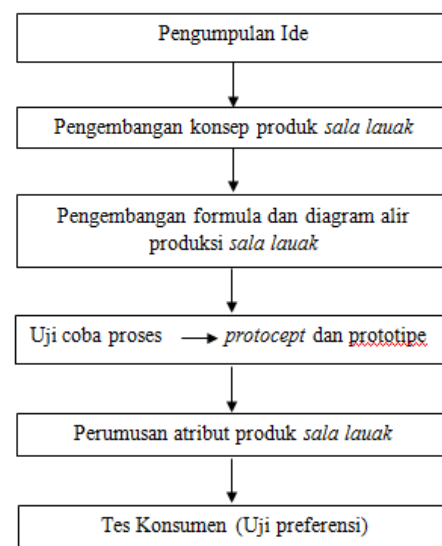 Pengumpulan Ide
Pengembangan konsep produk sala lauak
Pengembangan formula dan diagram alir
produksi sala lauak
Uji coba proses → protocept dan prototipe
Perumusan atribut produk sala lauak
Tes Konsumen (Uji preferensi)